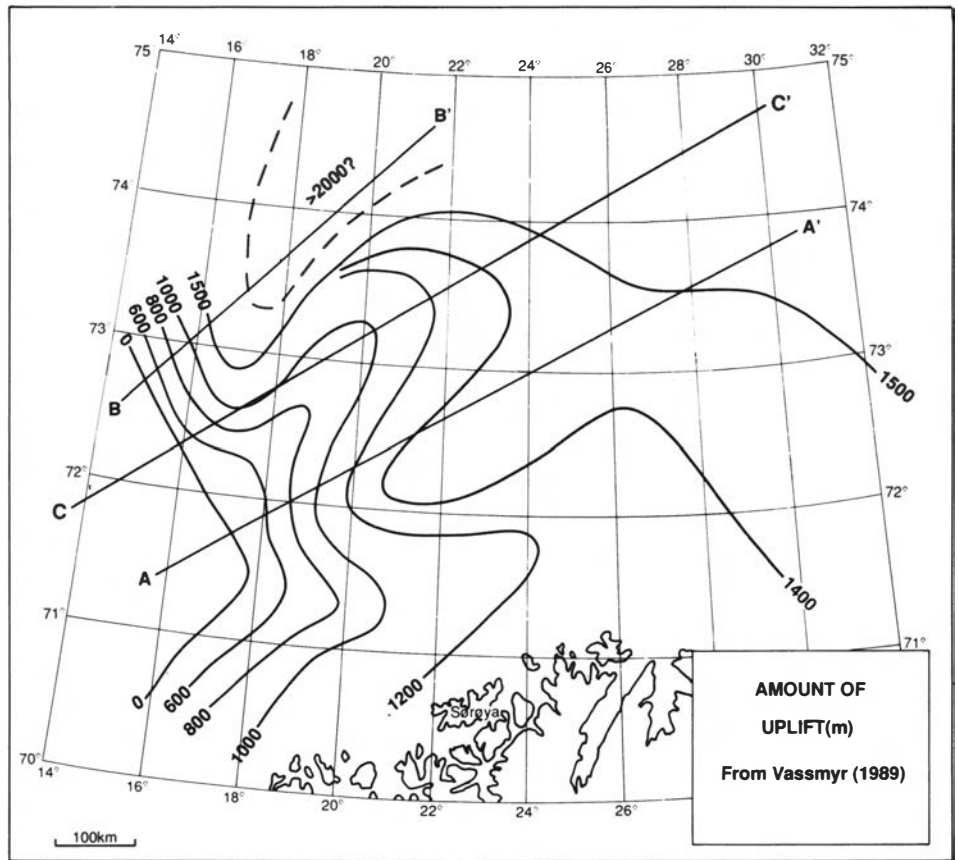 14° 16° 18° 20° 22° 24° 26° 28° 30° 32°
75 75°
B' C'
>2000?
74° 74°
A'
1500
1000
800
600
0
73° 73°
1500
B
72° 72°
C
A
1400
71° 71°
0 600 800 1000 1200
Sørøya
70°
14° 16° 18° 20° 22° 24° 26°
100km
AMOUNT OF
UPLIFT(m)
From Vassmyr (1989)